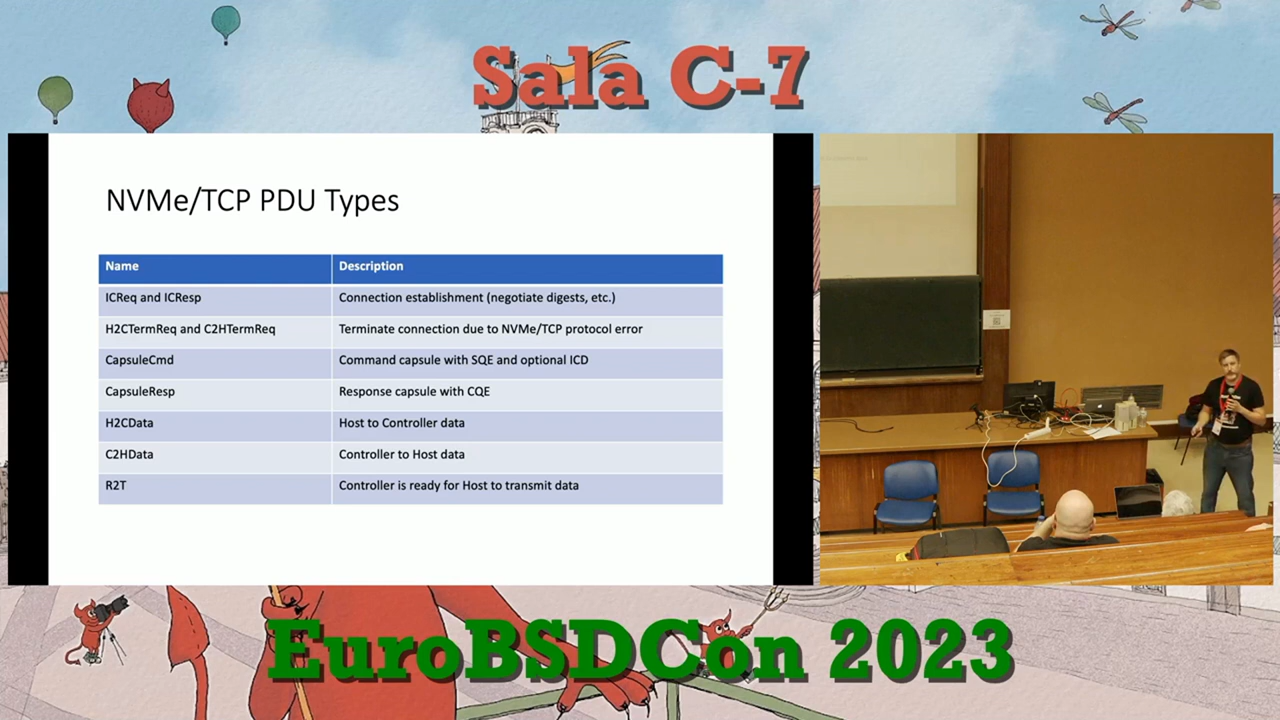 Sala C-7
NVMe/TCP PDU Types
Name Description
ICReq and ICResp Connection establishment (negotiate digests, etc.)
H2CTermReq and C2HTermReq Terminate connection due to NVMe/TCP protocol error
CapsuleCmd Command capsule with SQE and optional ICD
CapsuleResp Response capsule with CQE
H2CData Host to Controller data
C2HData Controller to Host data
R2T Controller is ready for Host to transmit data
EuroBSDCon 2023